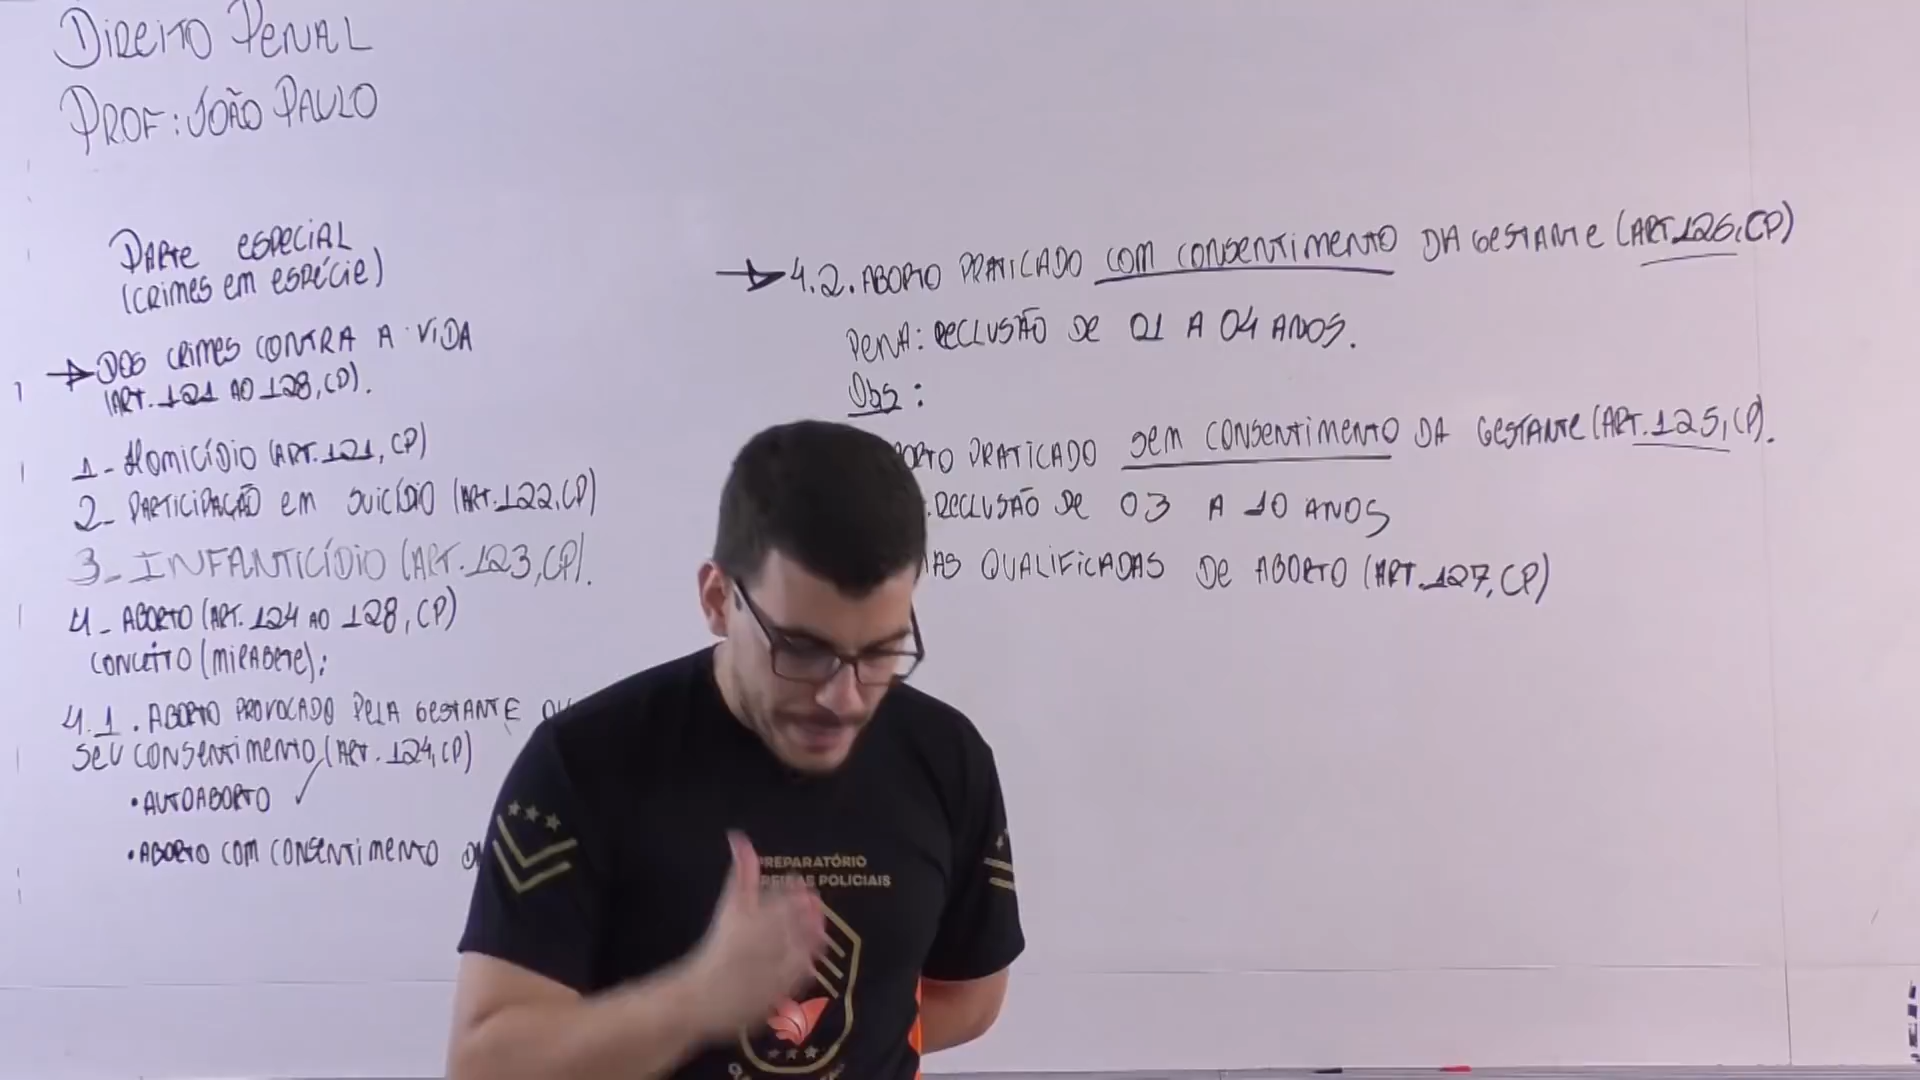 DIREITO PENAL
PROF: JOÃO PAULO
PARTE ESPECIAL
(CRIMES EM ESPÉCIE)
DOS CRIMES CONTRA A VIDA
(ART. 121 AO 128, CP).
1- HOMICÍDIO (ART. 121, CP)
2- PARTICIPAÇÃO EM SUICÍDIO (ART. 122, CP)
3- INFANTICÍDIO (ART. 123, CP).
4- ABORTO (ART. 124 AO 128, CP)
CONCEITO (MIRABETE):
4.1. ABORTO PROVOCADO PELA GESTANTE OU
SEU CONSENTIMENTO (ART. 124, CP)
• AUTOABORTO
• ABORTO COM CONSENTIMENTO
4.2. ABORTO PRATICADO COM CONSENTIMENTO DA GESTANTE (ART. 126, CP)
PENA: RECLUSÃO DE 01 A 04 ANOS.
Obs:
PRATICADO SEM CONSENTIMENTO DA GESTANTE (ART. 125, CP).
RECLUSÃO DE 03 A 10 ANOS
QUALIFICADAS DE ABORTO (ART. 127, CP)
PREPARATÓRIO
POLICIAIS